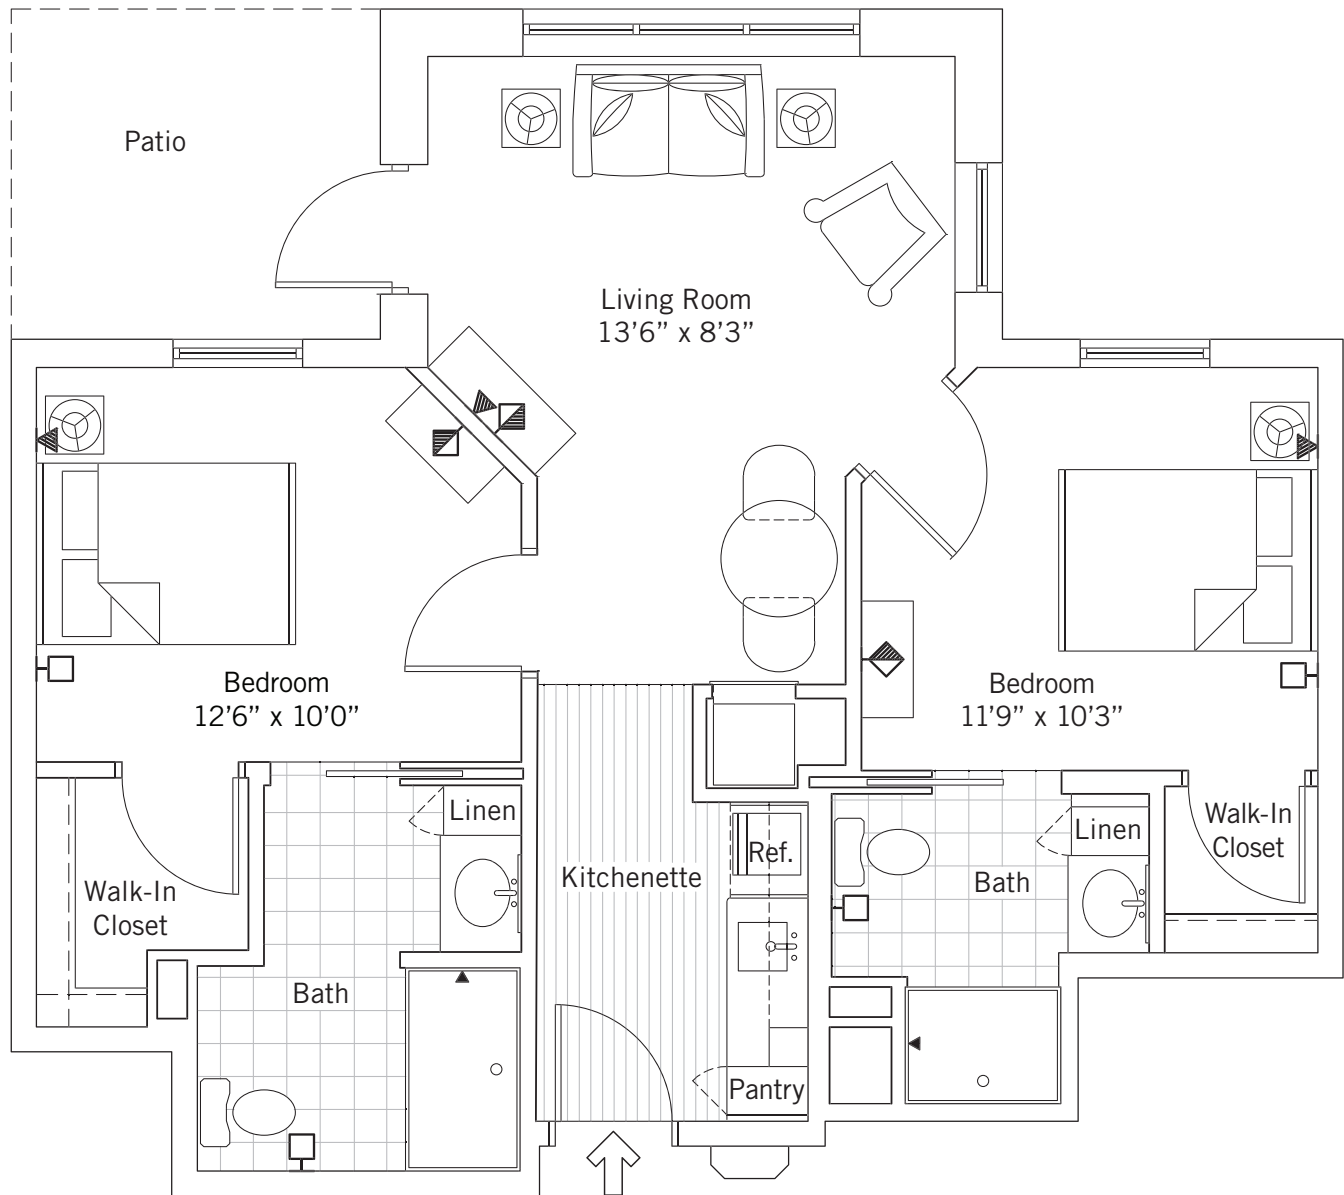 Patio
Living Room
13’6” x 8’3”
Bedroom
12’6” x 10’0”
Bedroom
11’9” x 10’3”
Linen
Ref.
Linen
Walk-In
Closet
Kitchenette
Bath
Walk-In
Closet
Bath
Pantry